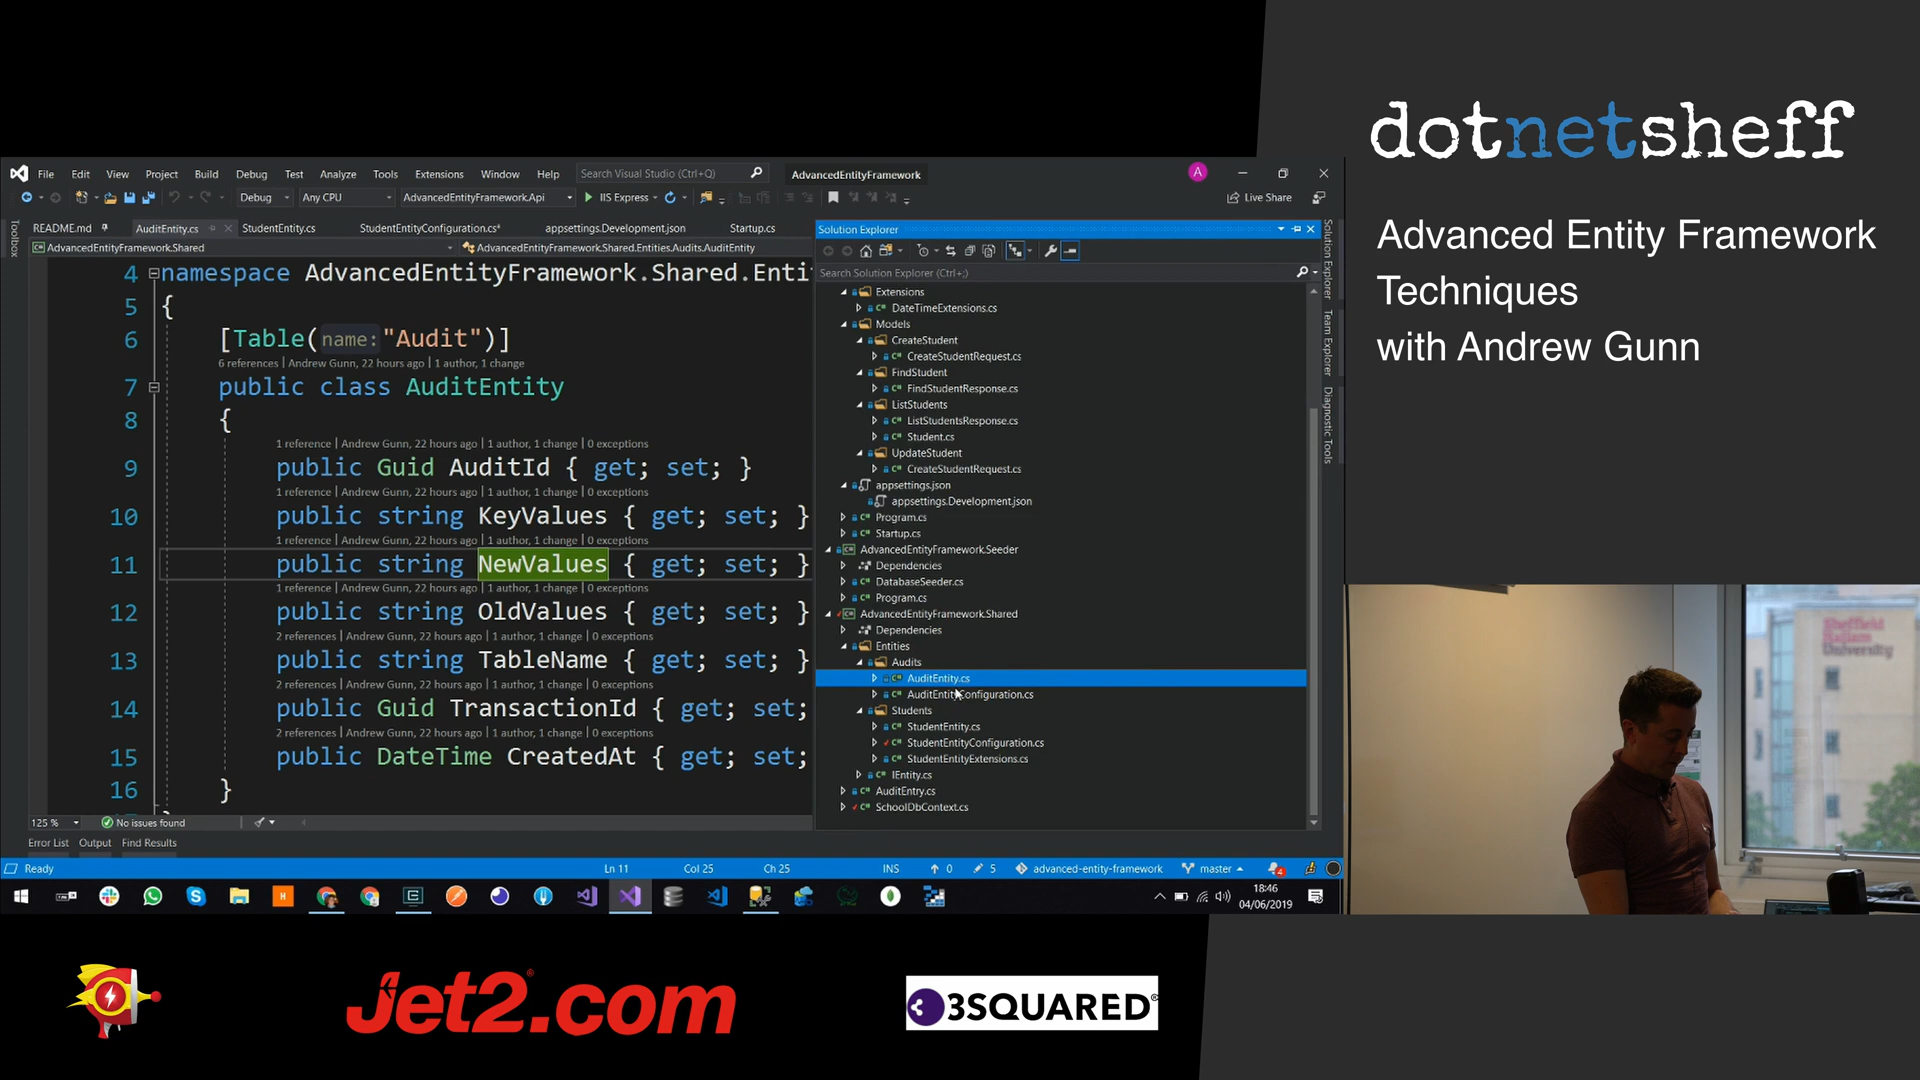 dotnetsheff
Advanced Entity Framework
Techniques
with Andrew Gunn
File Edit View Project Build Debug Test Analyze Tools Extensions Window Help Search Visual Studio (Ctrl+Q) AdvancedEntityFramework A
Debug Any CPU AdvancedEntityFramework.Api IIS Express Live Share
Toolbox
README.md AuditEntity.cs StudentEntity.cs StudentEntityConfiguration.cs* appsettings.Development.json Startup.cs
AdvancedEntityFramework.Shared AdvancedEntityFramework.Shared.Entities.Audits.AuditEntity
4 namespace AdvancedEntityFramework.Shared.Enti
5 {
6 [Table(name:"Audit")]
6 references | Andrew Gunn, 22 hours ago | 1 author, 1 change
7 public class AuditEntity
8 {
1 reference | Andrew Gunn, 22 hours ago | 1 author, 1 change | 0 exceptions
9 public Guid AuditId { get; set; }
1 reference | Andrew Gunn, 22 hours ago | 1 author, 1 change | 0 exceptions
10 public string KeyValues { get; set; }
1 reference | Andrew Gunn, 22 hours ago | 1 author, 1 change | 0 exceptions
11 public string NewValues { get; set; }
1 reference | Andrew Gunn, 22 hours ago | 1 author, 1 change | 0 exceptions
12 public string OldValues { get; set; }
2 references | Andrew Gunn, 22 hours ago | 1 author, 1 change | 0 exceptions
13 public string TableName { get; set; }
2 references | Andrew Gunn, 22 hours ago | 1 author, 1 change | 0 exceptions
14 public Guid TransactionId { get; set;
2 references | Andrew Gunn, 22 hours ago | 1 author, 1 change | 0 exceptions
15 public DateTime CreatedAt { get; set;
16 }
125 % No issues found
Solution Explorer
Search Solution Explorer (Ctrl+;)
Extensions
DateTimeExtensions.cs
Models
CreateStudent
CreateStudentRequest.cs
FindStudent
FindStudentResponse.cs
ListStudents
ListStudentsResponse.cs
Student.cs
UpdateStudent
CreateStudentRequest.cs
appsettings.json
appsettings.Development.json
Program.cs
Startup.cs
AdvancedEntityFramework.Seeder
Dependencies
DatabaseSeeder.cs
Program.cs
AdvancedEntityFramework.Shared
Dependencies
Entities
Audits
AuditEntity.cs
AuditEntityConfiguration.cs
Students
StudentEntity.cs
StudentEntityConfiguration.cs
StudentEntityExtensions.cs
IEntity.cs
AuditEntry.cs
SchoolDbContext.cs
Solution Explorer
Team Explorer
Diagnostic Tools
Error List Output Find Results
Ready Ln 11 Col 25 Ch 25 INS 0 5 advanced-entity-framework master 4
18:46
04/06/2019
Sheffield
Hallam
University
Jet2.com
3SQUARED